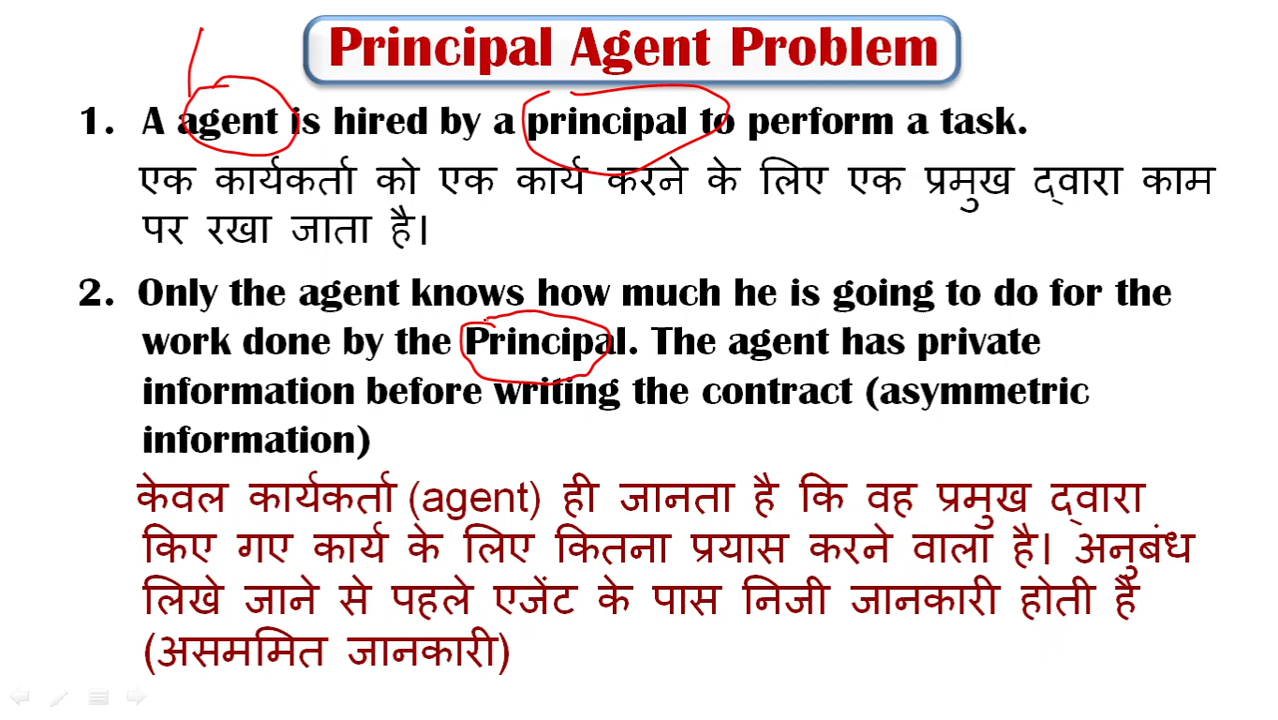 Principal Agent Problem
1. A agent is hired by a principal to perform a task.
एक कार्यकर्ता को एक कार्य करने के लिए एक प्रमुख द्वारा काम
पर रखा जाता है।
2. Only the agent knows how much he is going to do for the
work done by the Principal. The agent has private
information before writing the contract (asymmetric
information)
केवल कार्यकर्ता (agent) ही जानता है कि वह प्रमुख द्वारा
किए गए कार्य के लिए कितना प्रयास करने वाला है। अनुबंध
लिखे जाने से पहले एजेंट के पास निजी जानकारी होती है
(असममित जानकारी)